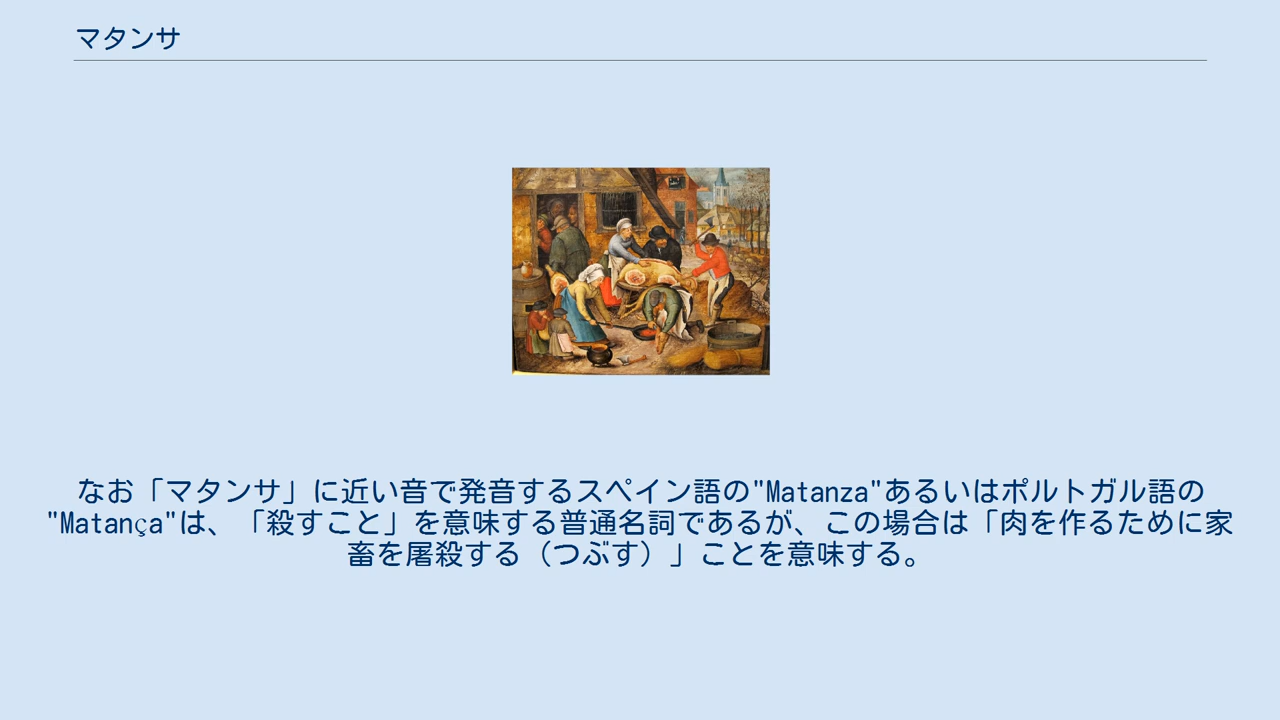 マタンサ
なお「マタンサ」に近い音で発音するスペイン語の"Matanza"あるいはポルトガル語の
"Matança"は、「殺すこと」を意味する普通名詞であるが、この場合は「肉を作るために家
畜を屠殺する（つぶす）」ことを意味する。